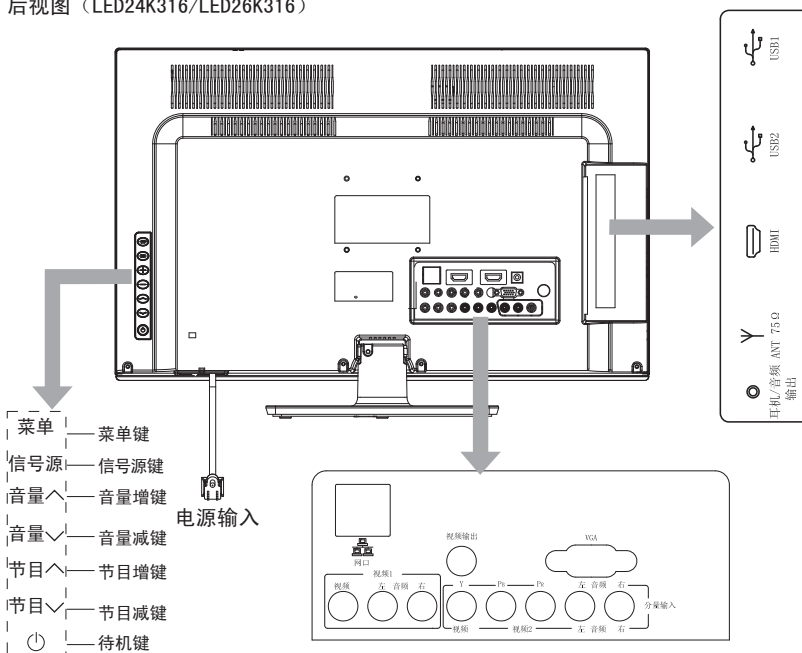 后视图（LED24K316/LED26K316）
USB1
USB2
HDMI
ANT 75Ω
耳机/音频
输出
菜单 菜单键
信号源 信号源键
音量 音量增键
音量 音量减键
节目 节目增键
节目 节目减键
待机键
电源输入
网口
视频输出
VGA
视频1
视频 左 音频 右
Y PB PR 左 音频 右
分量输入
视频 视频2 左 音频 右